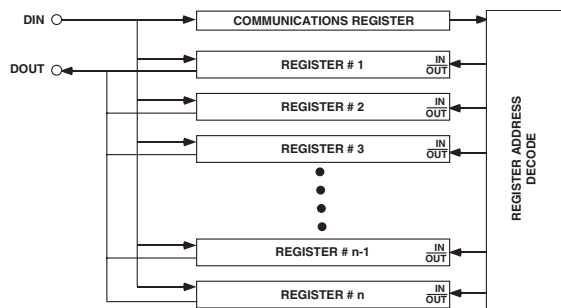 DIN
COMMUNICATIONS REGISTER
DOUT
REGISTER # 1
IN
OUT
REGISTER # 2
IN
OUT
REGISTER # 3
IN
OUT
REGISTER # n-1
IN
OUT
REGISTER # n
IN
OUT
REGISTER ADDRESS
DECODE